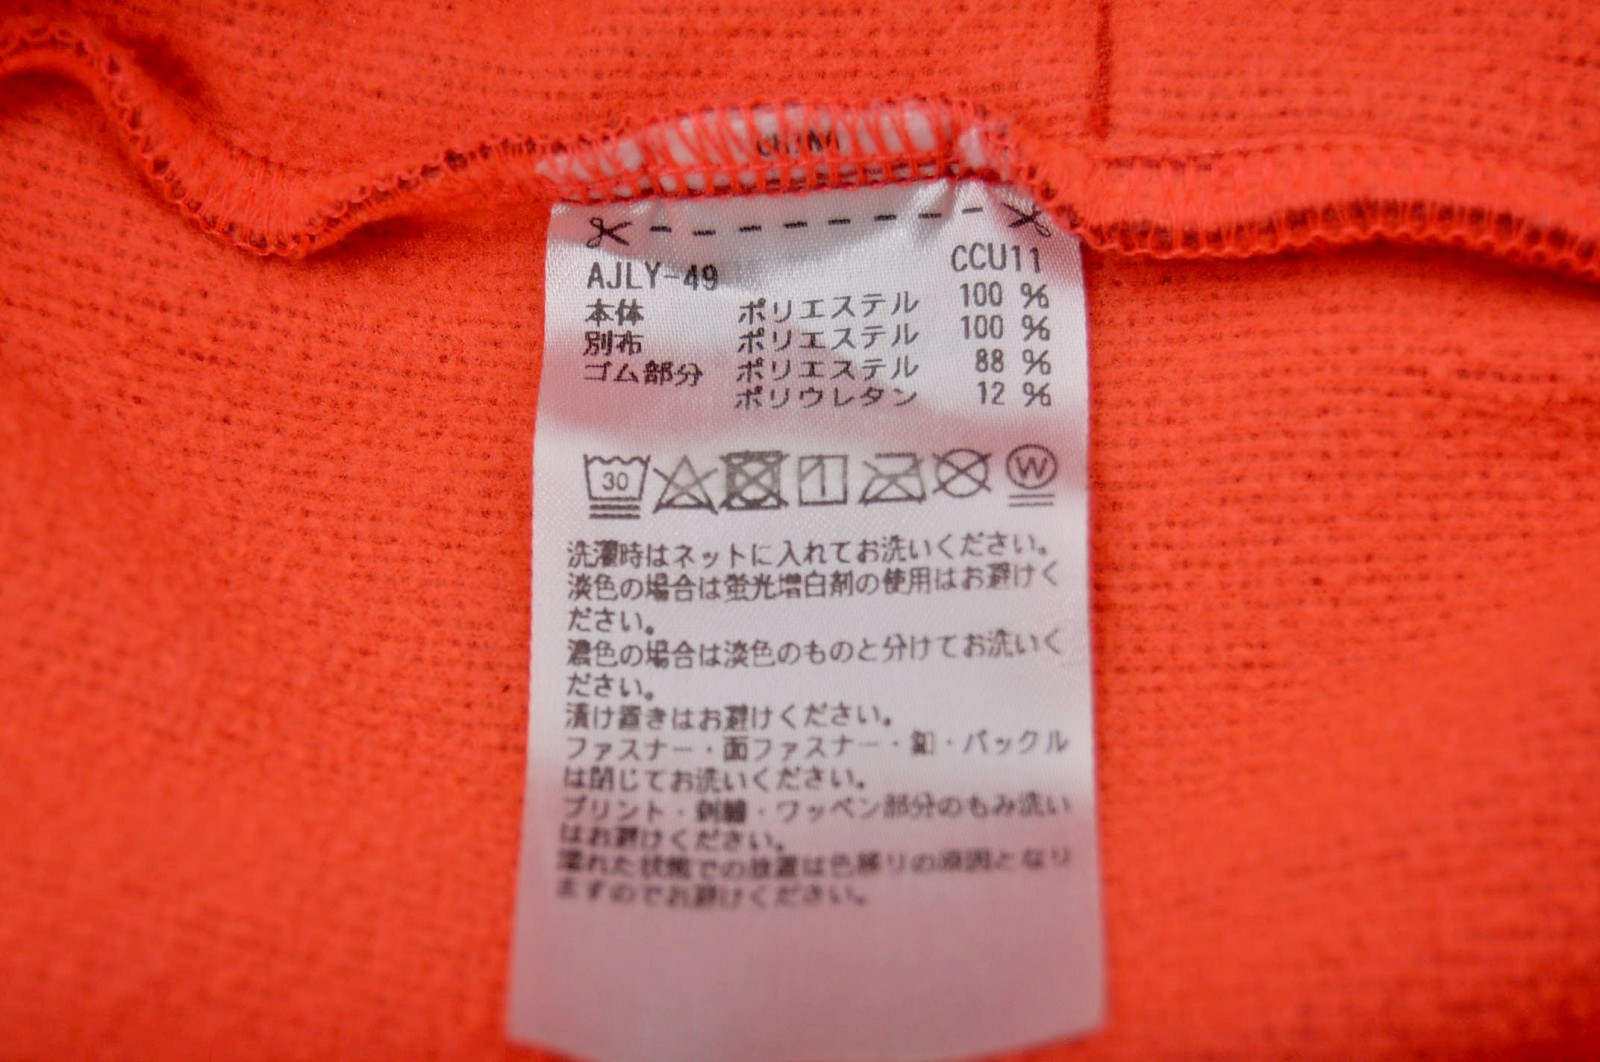 AJLY-49 CCU11
本体 ポリエステル 100 %
別布 ポリエステル 100 %
ゴム部分 ポリエステル 88 %
ポリウレタン 12 %
30 W
洗濯時はネットに入れてお洗いください。
淡色の場合は蛍光増白剤の使用はお避けく
ださい。
濃色の場合は淡色のものと分けてお洗いく
ださい。
漬け置きはお避けください。
ファスナー・面ファスナー・釦・バックル
は閉じてお洗いください。
プリント・刺繍・ワッペン部分のもみ洗い
はお避けください。
濡れた状態での放置は色移りの原因となり
ますのでお避けください。